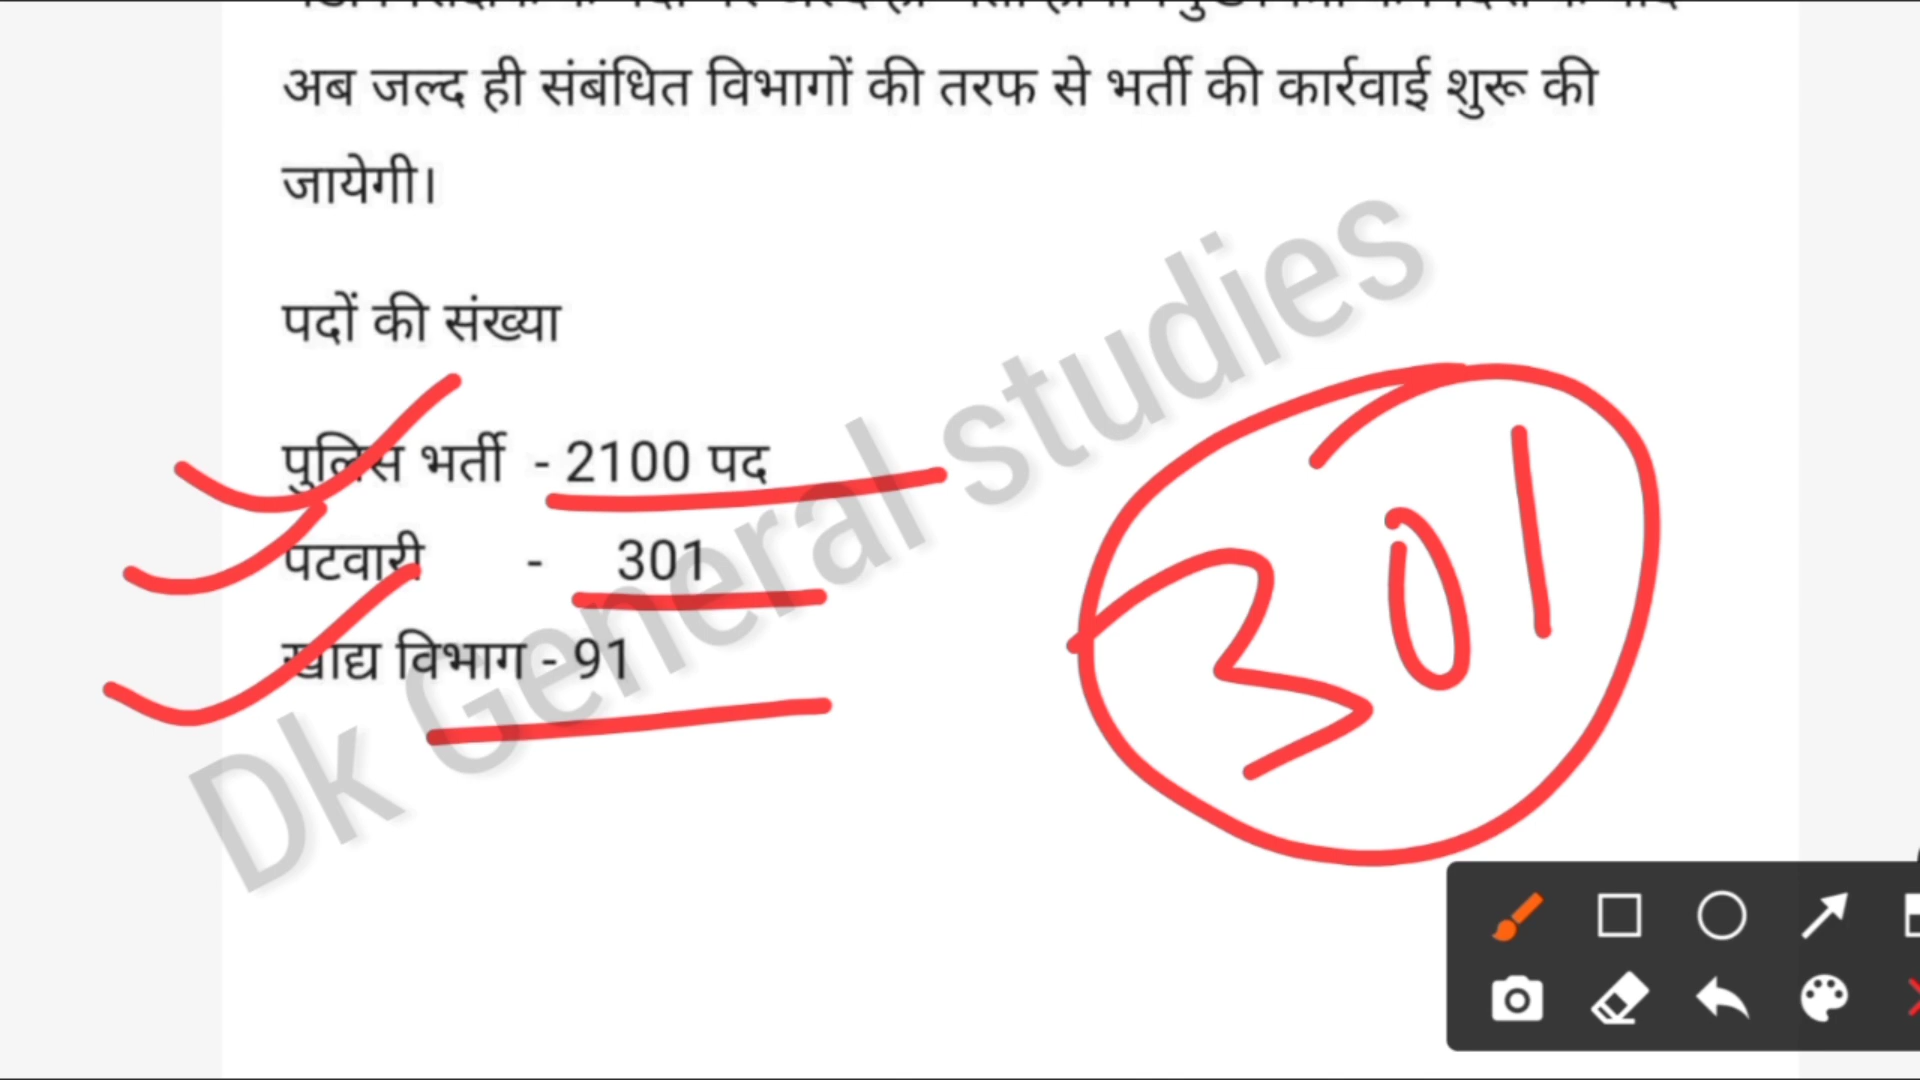 अब जल्द ही संबंधित विभागों की तरफ से भर्ती की कार्रवाई शुरू की
जायेगी।
पदों की संख्या
पुलिस भर्ती - 2100 पद
पटवारी - 301
खाद्य विभाग - 91
301
Dk General studies